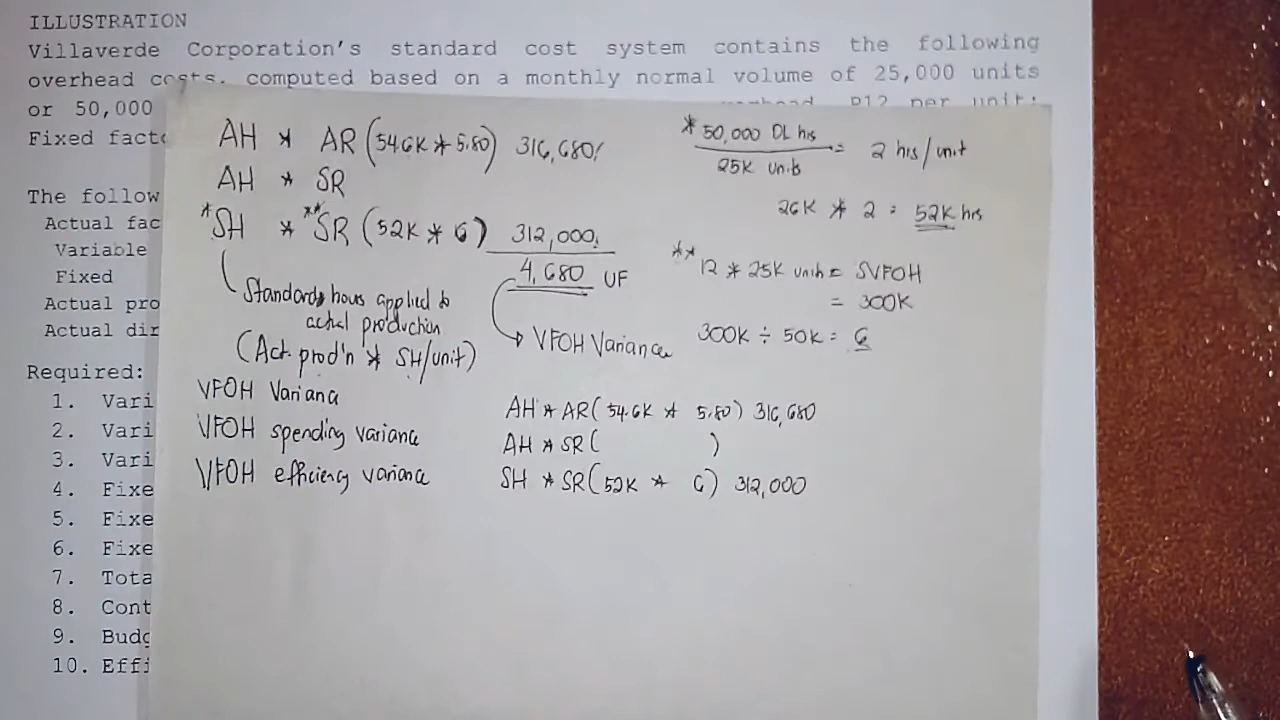 ILLUSTRATION
Villaverde Corporation's standard cost system contains the following
overhead costs, computed based on a monthly normal volume of 25,000 units
or 50,000 P12 per unit;
Fixed facto
The follow
Actual fac
Variable
Fixed
Actual pro
Actual dir
Required:
1. Vari
2. Vari
3. Vari
4. Fixe
5. Fixe
6. Fixe
7. Tota
8. Cont
9. Budg
10. Effi
AH * AR (54.6K * 5.80) 316,680
AH * SR
*SH * **SR (52K * 6) 312,000
4,680 UF
Standard hours applied to
actual production
(Act. prod'n * SH/unit)
VFOH Variance
* 50,000 DL hrs
25K units
= 2 hrs/unit
26K * 2 = 52K hrs
** 12 * 25K units = SVFOH
= 300K
300K ÷ 50K = 6
VFOH Variance
VFOH spending variance
VFOH efficiency variance
AH * AR (54.6K * 5.80) 316,680
AH * SR ( )
SH * SR (52K * 6) 312,000